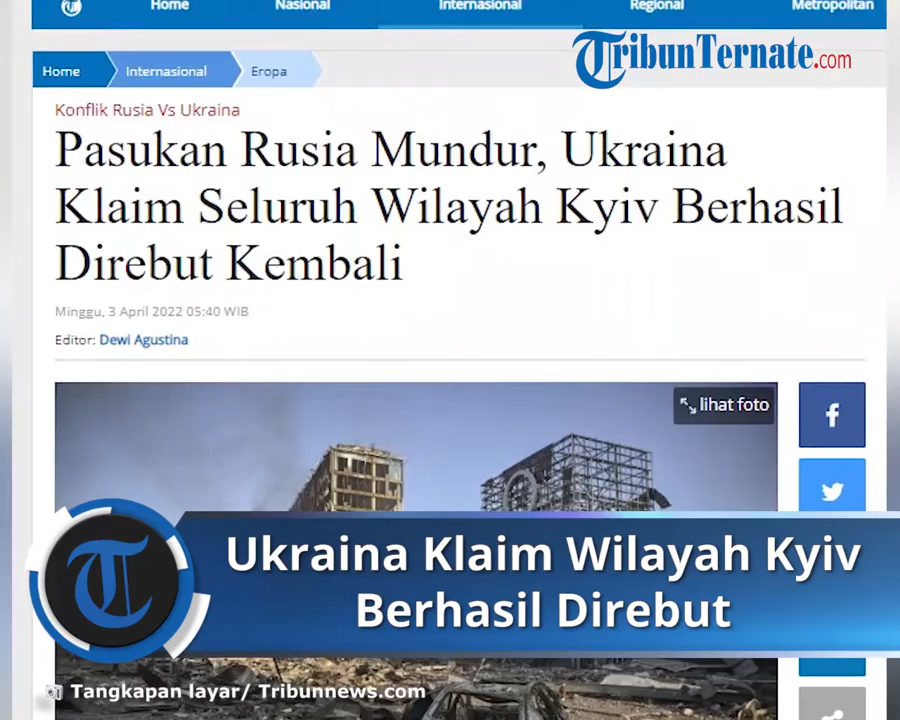 Home Nasional Internasional Regional Metropolitan
TribunTernate.com
Home Internasional Eropa
Konflik Rusia Vs Ukraina
Pasukan Rusia Mundur, Ukraina
Klaim Seluruh Wilayah Kyiv Berhasil
Direbut Kembali
Minggu, 3 April 2022 05:40 WIB
Editor: Dewi Agustina
lihat foto
f
T
Ukraina Klaim Wilayah Kyiv
Berhasil Direbut
Tangkapan layar/ Tribunnews.com